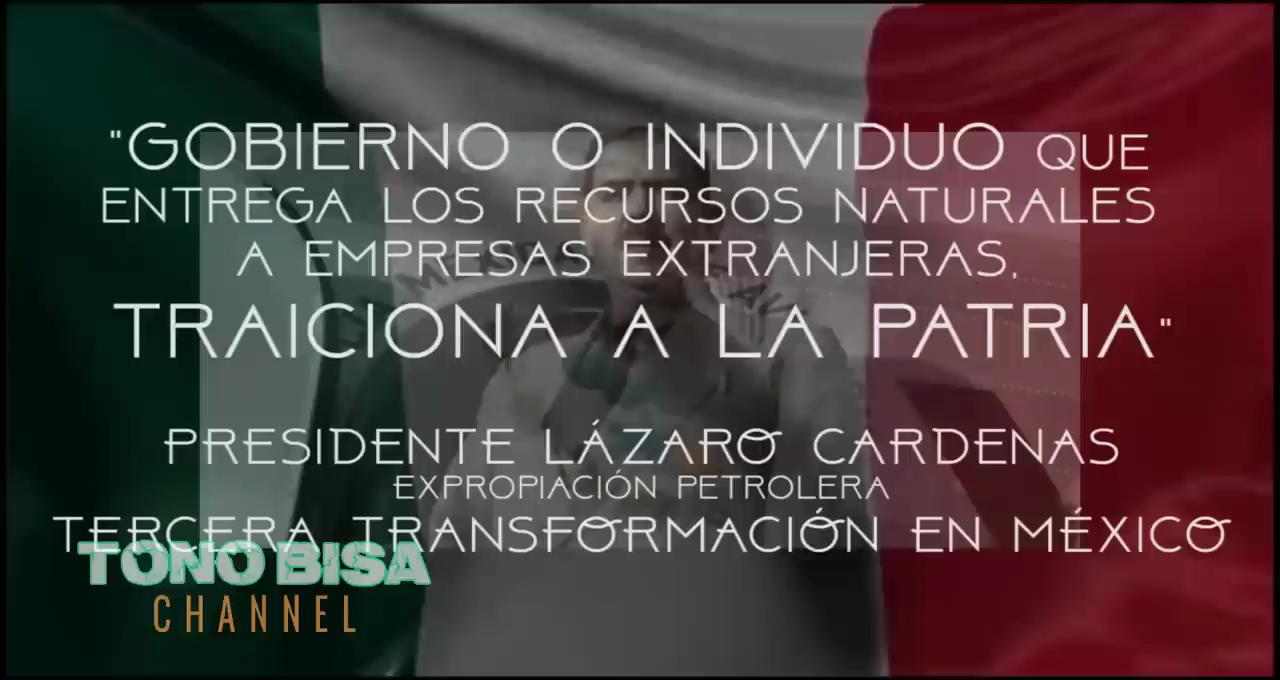 "GOBIERNO O INDIVIDUO QUE
ENTREGA LOS RECURSOS NATURALES
A EMPRESAS EXTRANJERAS,
TRAICIONA A LA PATRIA"
PRESIDENTE LÁZARO CARDENAS
EXPROPIACIÓN PETROLERA
TERCERA TRANSFORMACIÓN EN MÉXICO
TONO BISA
CHANNEL